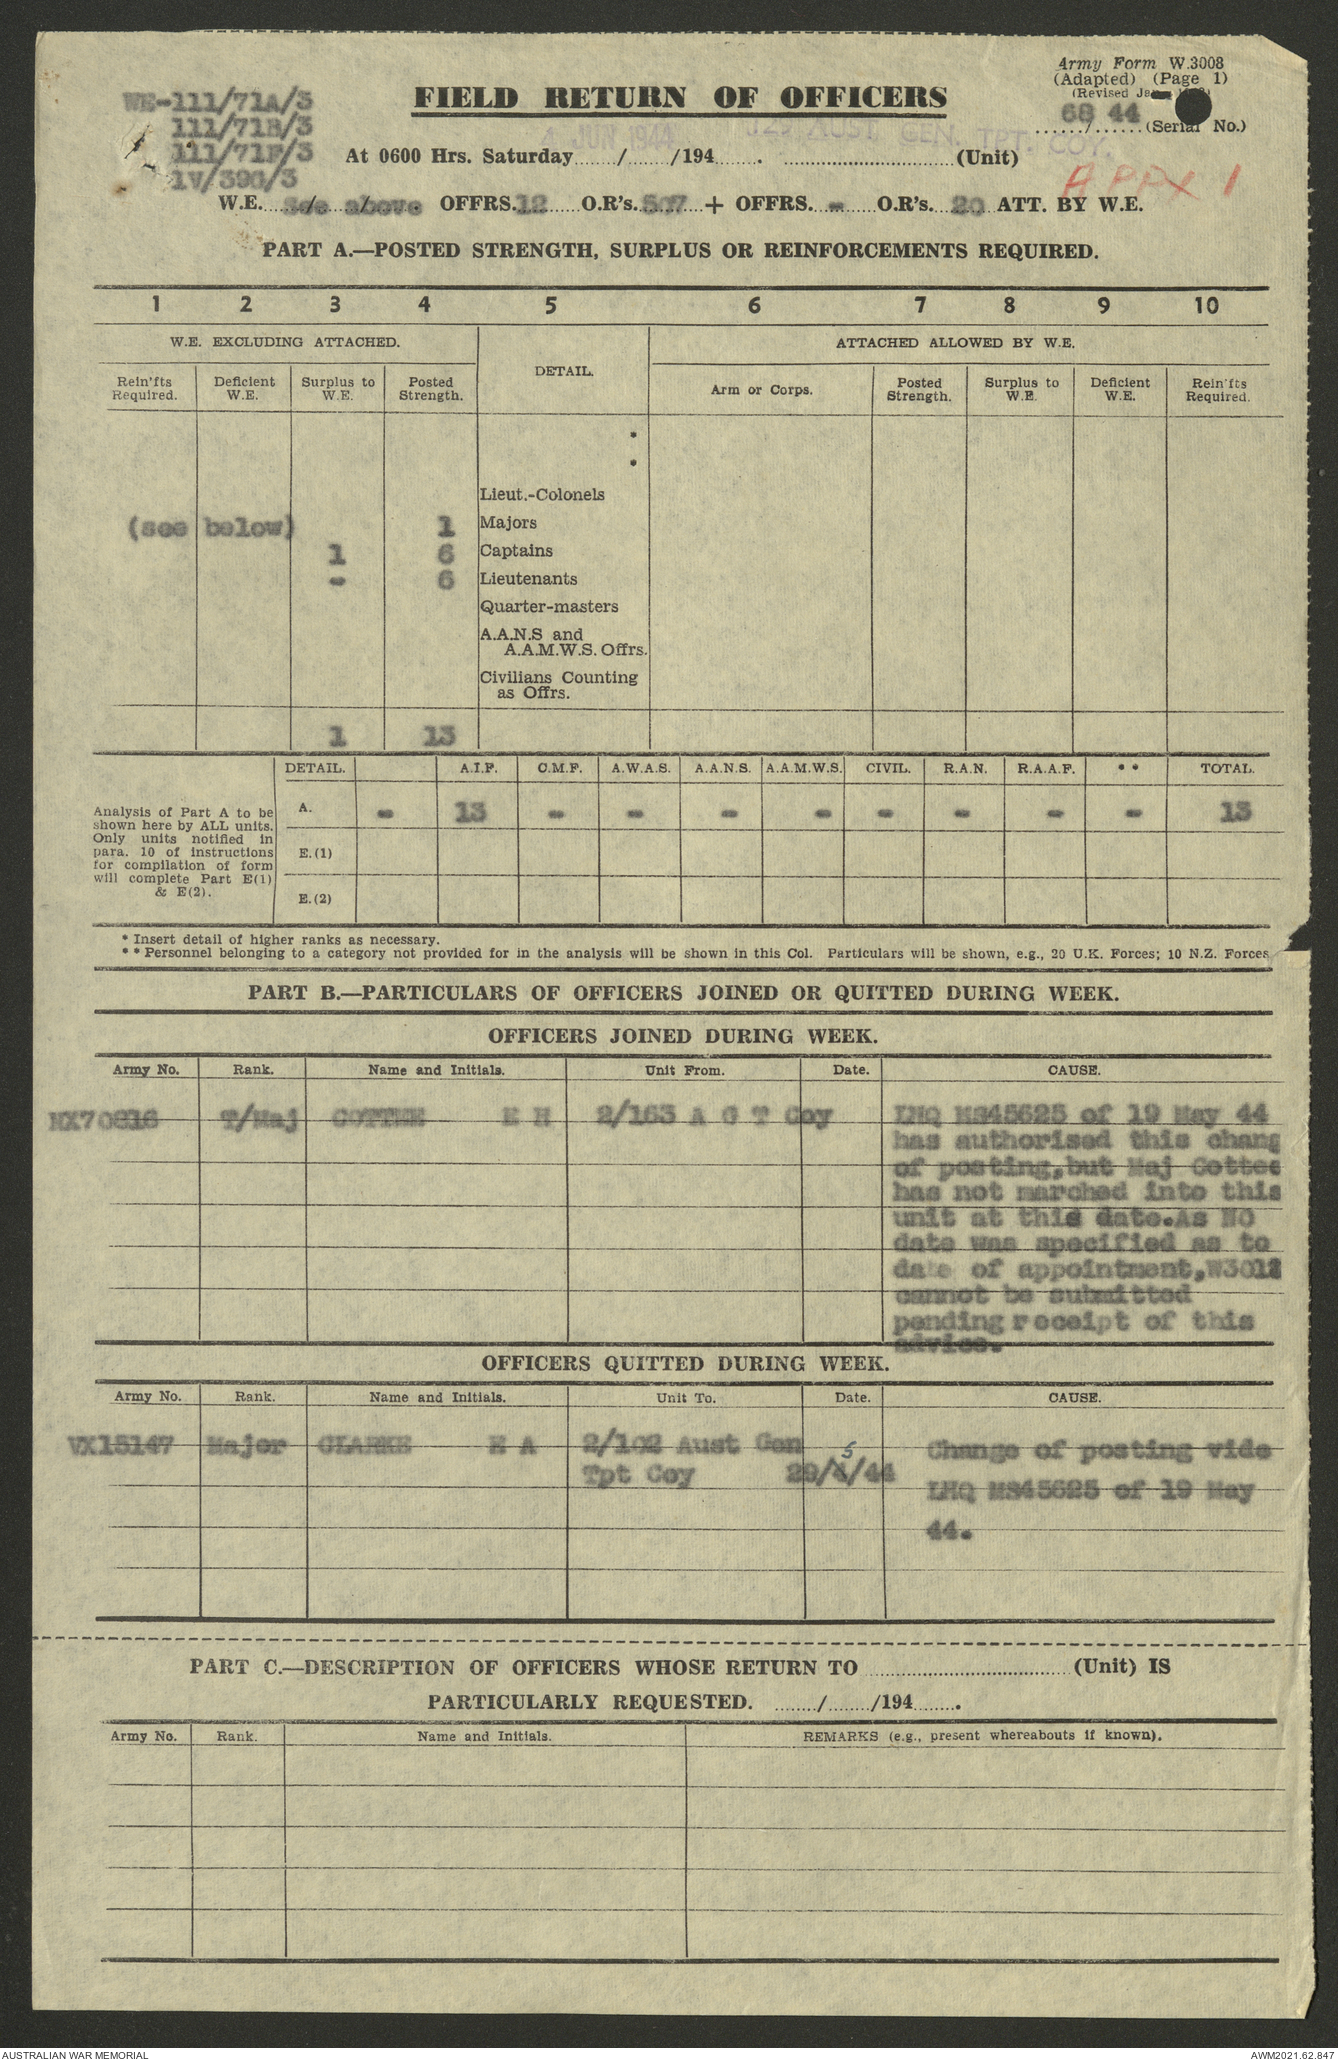 Army Form W.3008
(Adapted) (Page 1)
(Revised
68 44
....../......(Serial No.)
WE-111/71A/3
111/71B/3
111/71F/3
1V/39G/3
FIELD RETURN OF OFFICERS
JUN 1944 AUST. GEN. TPT. COY.
At 0600 Hrs. Saturday......./......./194....... . ..............................(Unit)
APPX 1
W.E. See above OFFRS. 12 O.R's. 507 + OFFRS. - O.R's. 20 ATT. BY W.E.
PART A.—POSTED STRENGTH, SURPLUS OR REINFORCEMENTS REQUIRED.
1 2 3 4 5 6 7 8 9 10
W.E. EXCLUDING ATTACHED. DETAIL. ATTACHED ALLOWED BY W.E.
Rein'fts Required. Deficient W.E. Surplus to W.E. Posted Strength. Arm or Corps. Posted Strength. Surplus to W.E. Deficient W.E. Rein'fts Required.
*
*
Lieut.-Colonels
(see below) 1 Majors
1 6 Captains
- 6 Lieutenants
Quarter-masters
A.A.N.S and
A.A.M.W.S. Offrs.
Civilians Counting
as Offrs.
1 13
DETAIL. A.I.F. C.M.F. A.W.A.S. A.A.N.S. A.A.M.W.S. CIVIL. R.A.N. R.A.A.F. ** TOTAL.
A. - 13 - - - - - - - - 13
Analysis of Part A to be
shown here by ALL units.
Only units notified in
para. 10 of instructions
for compilation of form
will complete Part E(1)
& E(2).
E.(1)
E.(2)
* Insert detail of higher ranks as necessary.
** Personnel belonging to a category not provided for in the analysis will be shown in this Col. Particulars will be shown, e.g., 20 U.K. Forces; 10 N.Z. Forces
PART B.—PARTICULARS OF OFFICERS JOINED OR QUITTED DURING WEEK.
OFFICERS JOINED DURING WEEK.
Army No. Rank. Name and Initials. Unit From. Date. CAUSE.
NX70816 T/Maj COTTEE E H 2/163 A G T Coy LHQ MS45625 of 19 May 44
has authorised this chang
of posting,but Maj Cottee
has not marched into this
unit at this date.As NO
date was specified as to
date of appointment,W3012
cannot be submitted
pending receipt of this
advice.
OFFICERS QUITTED DURING WEEK.
Army No. Rank. Name and Initials. Unit To. Date. CAUSE.
VX15147 Major CLARKE E A 2/102 Aust Gen Change of posting vide
5
Tpt Coy 29/4/44 LHQ MS45625 of 19 May
44.
PART C.—DESCRIPTION OF OFFICERS WHOSE RETURN TO .....................................(Unit) IS
PARTICULARLY REQUESTED. ......../......./194....... .
Army No. Rank. Name and Initials. REMARKS (e.g., present whereabouts if known).
AUSTRALIAN WAR MEMORIAL AWM2021.62.847